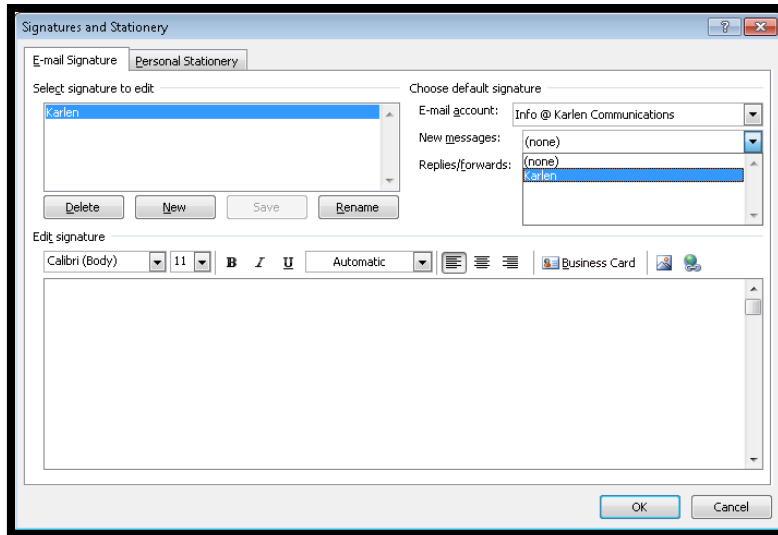 Signatures and Stationery
E-mail Signature
Personal Stationery
Select signature to edit
Karlen
Delete
New
Save
Rename
Choose default signature
E-mail account:
Info @ Karlen Communications
New messages:
(none)
(none)
Karlen
Replies/forwards:
Edit signature
Calibri (Body)
11
B
I
U
Automatic
Business Card
OK
Cancel